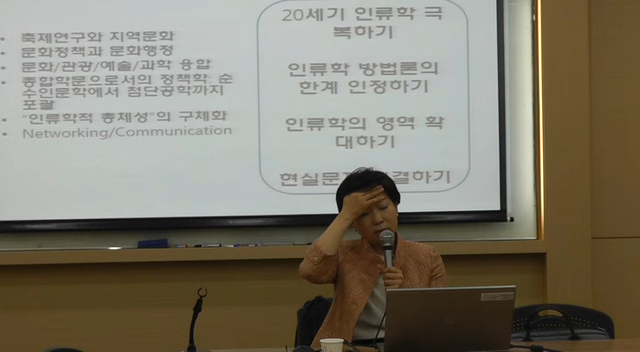 • 축제연구와 지역문화
• 문화정책과 문화행정
• 문화/관광/예술/과학 융합
• 종합학문으로서의 정책학: 순
수인문학에서 첨단공학까지
포괄
• “인류학적 총체성”의 구체화
• Networking/Communication
20세기 인류학 극
복하기
인류학 방법론의
한계 인정하기
인류학의 영역 확
대하기
현실문 결하기